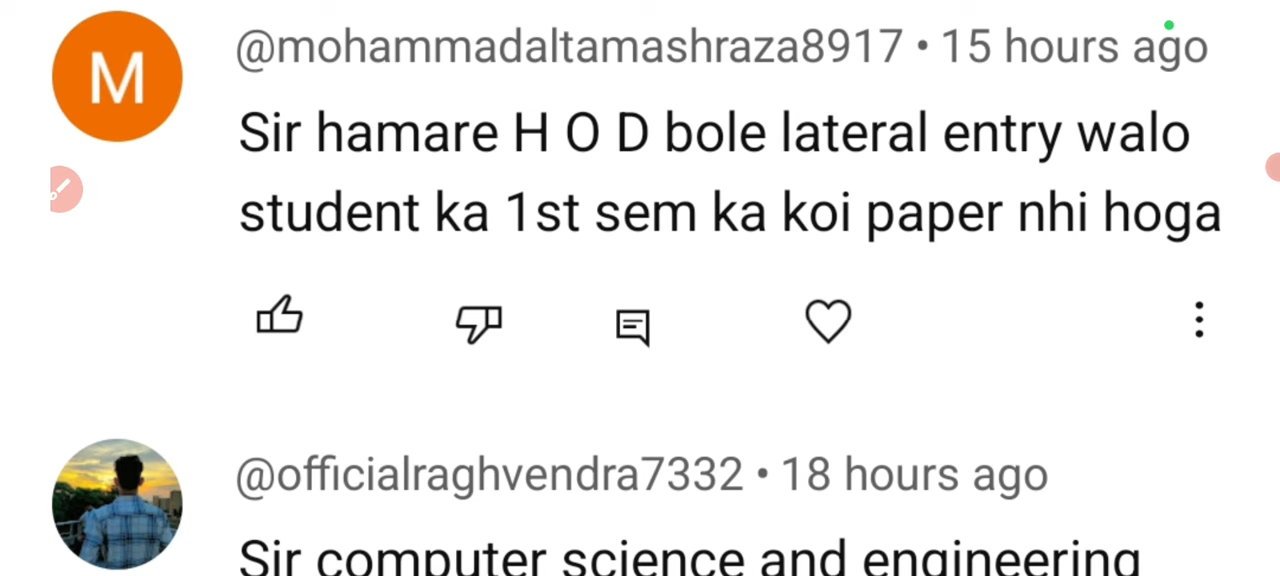 M
@mohammadaltamashraza8917 • 15 hours ago
Sir hamare H O D bole lateral entry walo
student ka 1st sem ka koi paper nhi hoga
@officialraghvendra7332 • 18 hours ago
Sir computer science and engineering